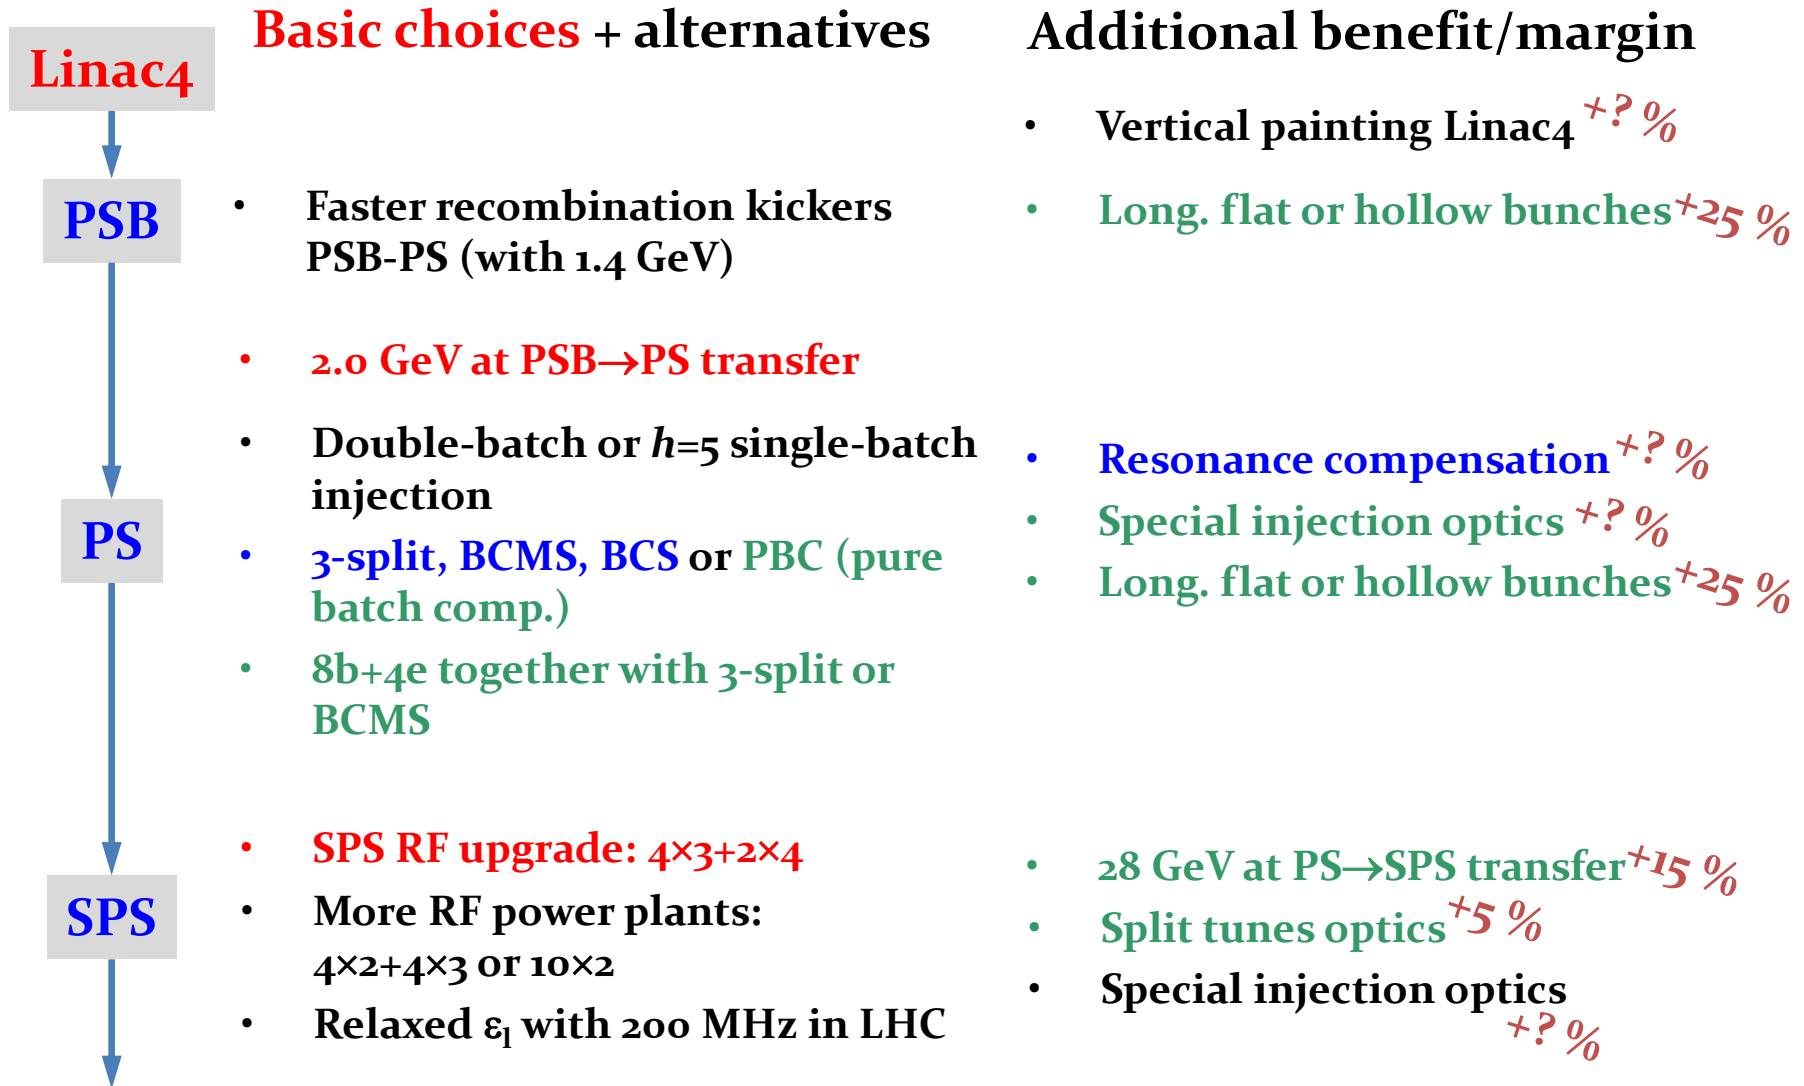 Basic choices + alternatives
Additional benefit/margin
Linac4
• Vertical painting Linac4 +? %
PSB
• Faster recombination kickers
PSB-PS (with 1.4 GeV)
• Long. flat or hollow bunches +25 %
• 2.0 GeV at PSB→PS transfer
• Double-batch or h=5 single-batch
injection
• Resonance compensation +? %
PS
• Special injection optics +? %
• 3-split, BCMS, BCS or PBC (pure
batch comp.)
• Long. flat or hollow bunches +25 %
• 8b+4e together with 3-split or
BCMS
• SPS RF upgrade: 4×3+2×4
• 28 GeV at PS→SPS transfer +15 %
SPS
• More RF power plants:
4×2+4×3 or 10×2
• Split tunes optics +5 %
• Special injection optics
+? %
• Relaxed εl with 200 MHz in LHC